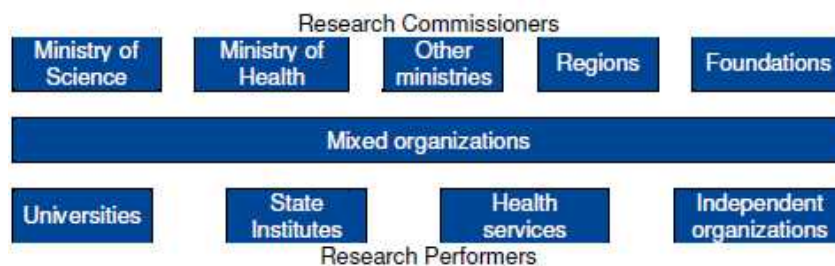 Research Commissioners
Ministry of Science
Ministry of Health
Other ministries
Regions
Foundations
Mixed organizations
Universities
State Institutes
Health services
Independent organizations
Research Performers